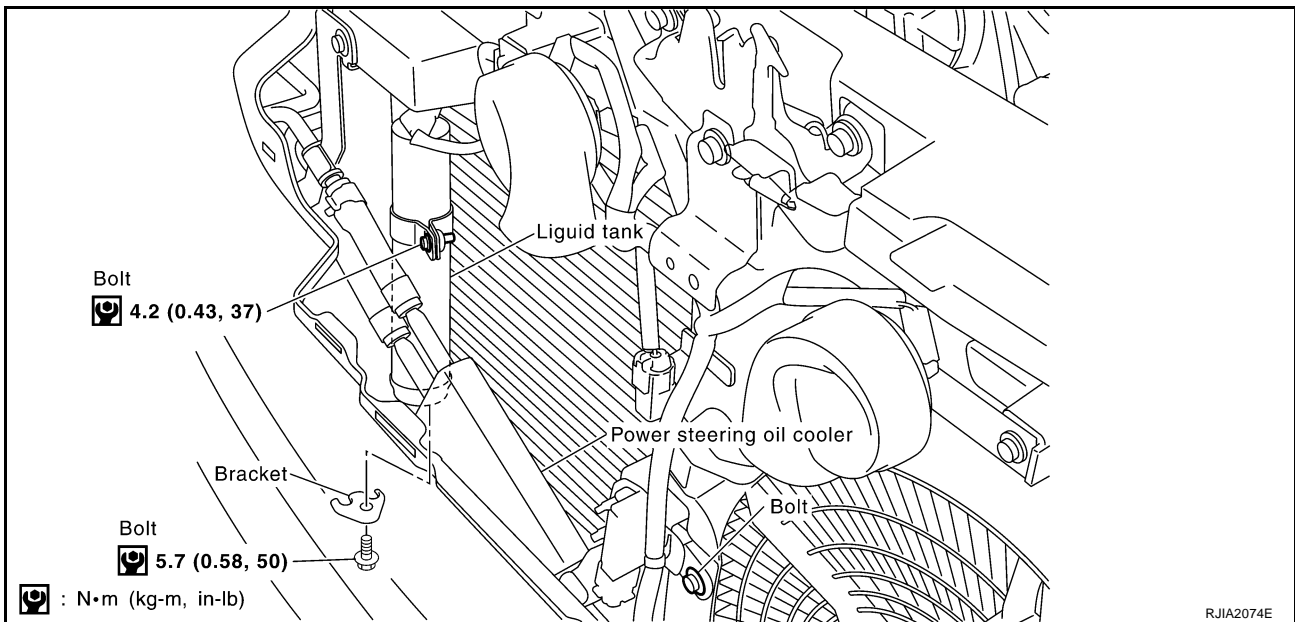 Liguid tank
Bolt
4.2 (0.43, 37)
Power steering oil cooler
Bracket
Bolt
Bolt
5.7 (0.58, 50)
: N•m (kg-m, in-lb)
RJIA2074E